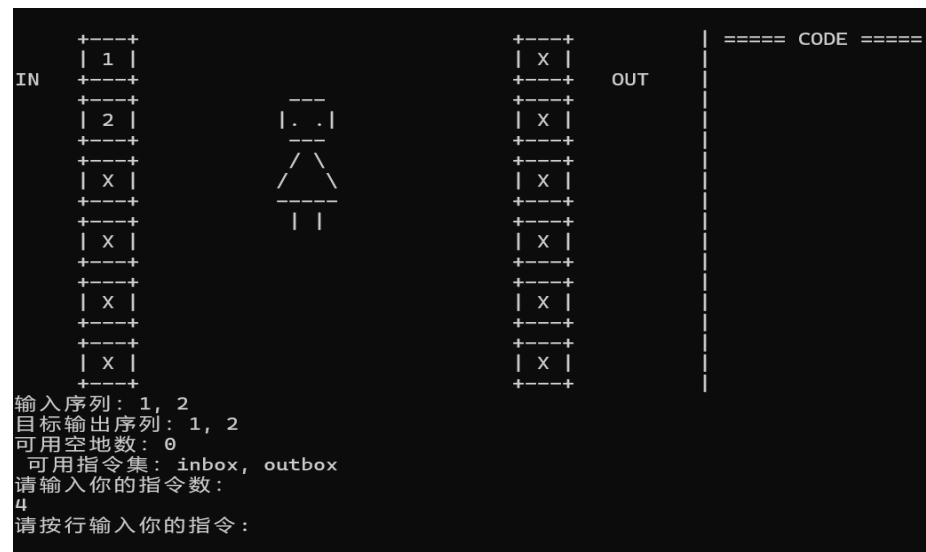 ===== CODE =====
1
X
IN
OUT
2
X
X
X
X
X
X
X
X
X
输入序列: 1, 2
目标输出序列: 1, 2
可用空地数: 0
可用指令集: inbox, outbox
请输入你的指令数:
4
请按行输入你的指令: